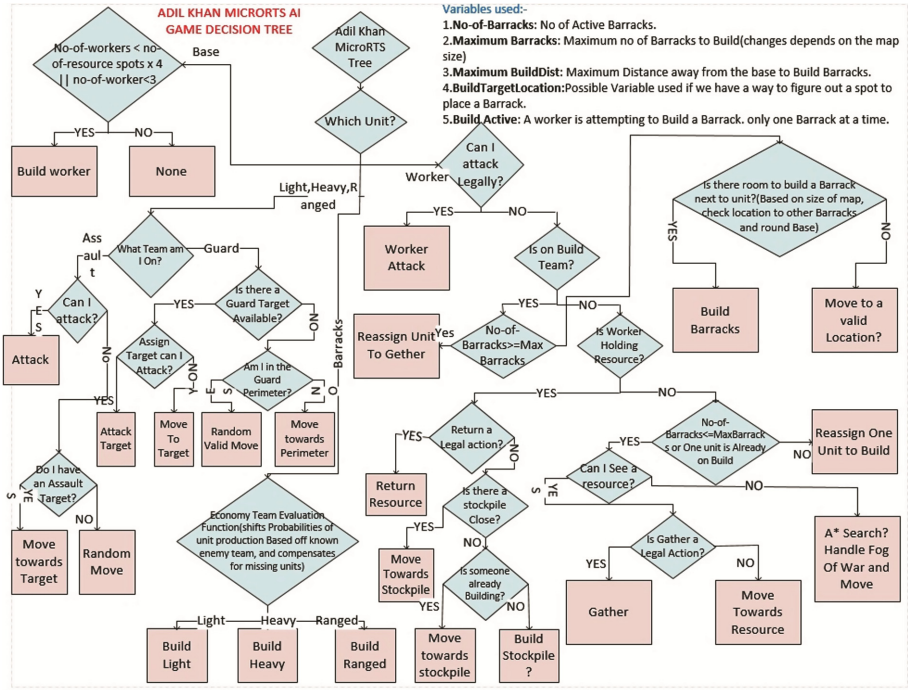 ADIL KHAN MICRORTS AI
GAME DECISION TREE
Variables used:-
1.No-of-Barracks: No of Active Barracks.
2.Maximum Barracks: Maximum no of Barracks to Build(changes depends on the map
size)
3.Maximum BuildDist: Maximum Distance away from the base to Build Barracks.
4.BuildTargetLocation:Possible Variable used if we have a way to figure out a spot to
place a Barrack.
5.Build Active: A worker is attempting to Build a Barrack. only one Barrack at a time.
No-of-workers < no-
of-resource spots x 4
|| no-of-worker<3
Base
YES
NO
Build worker
None
Adil Khan
MicroRTS
Tree
Which Unit?
Light,Heavy,R
anged
Barracks
Worker
Can I
attack
Legally?
YES
NO
Worker
Attack
Is on Build
Team?
YES
NO
No-of-
Barracks>=Max
Barracks
Yes
Reassign Unit
To Gether
Is there room to build a Barrack
next to unit?(Based on size of map,
check location to other Barracks
and round Base)
YES
NO
Build
Barracks
Move to a
valid
Location?
What Team am
I On?
Ass
aul
t
Guard
Can I
attack?
Y
E
S
No
Attack
Is there a
Guard Target
Available?
YES
NO
Assign
Target can I
Attack?
YES
NO
Y
Attack
Target
Move
To
Target
Am I in the
Guard
Perimeter?
E
S
N
O
Random
Valid Move
Move
towards
Perimeter
Do I have
an Assault
Target?
YE
S
NO
Move
towards
Target
Random
Move
Economy Team Evaluation
Function(shifts Probabilities of
unit production Based off known
enemy team, and compensates
for missing units)
Light
Heavy
Ranged
Build
Light
Build
Heavy
Build
Ranged
Is Worker
Holding
Resource?
YES
NO
Return a
Legal action?
YES
NO
Return
Resource
Is there a
stockpile
Close?
YES
NO
Move
Towards
Stockpile
Is someone
already
Building?
YES
NO
Move
towards
stockpile
Build
Stockpile
?
No-of-
Barracks<=MaxBarrack
s or One unit is Already
on Build
YES
NO
Reassign One
Unit to Build
Can I See a
resource?
YE
S
NO
Is Gather a
Legal Action?
YES
NO
Gather
Move
Towards
Resource
A* Search?
Handle Fog
Of War and
Move